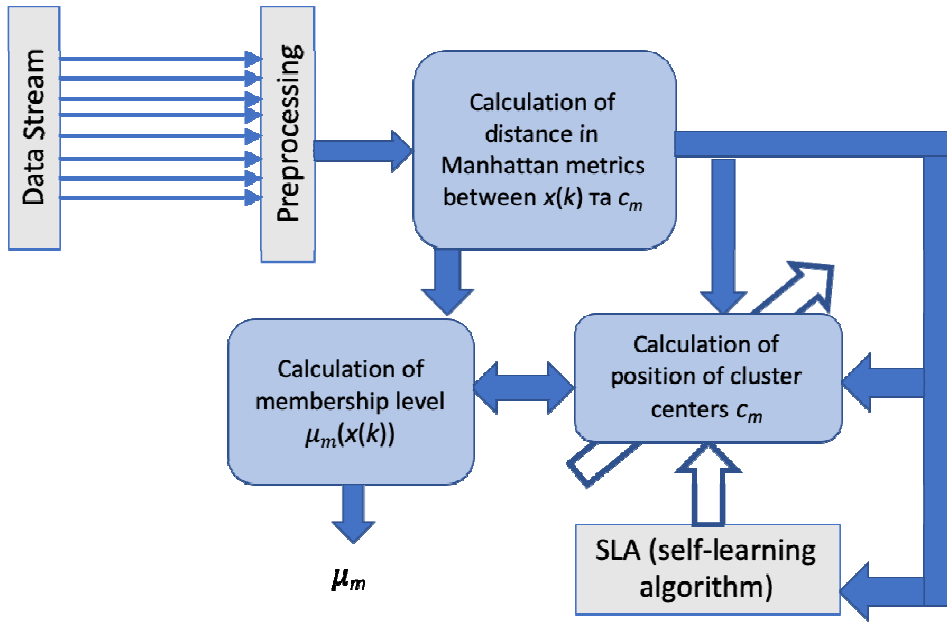 Data Stream
Preprocessing
Calculation of
distance in
Manhattan metrics
between x(k) та cm
Calculation of
membership level
μm(x(k))
Calculation of
position of cluster
centers cm
SLA (self-learning
algorithm)
μm